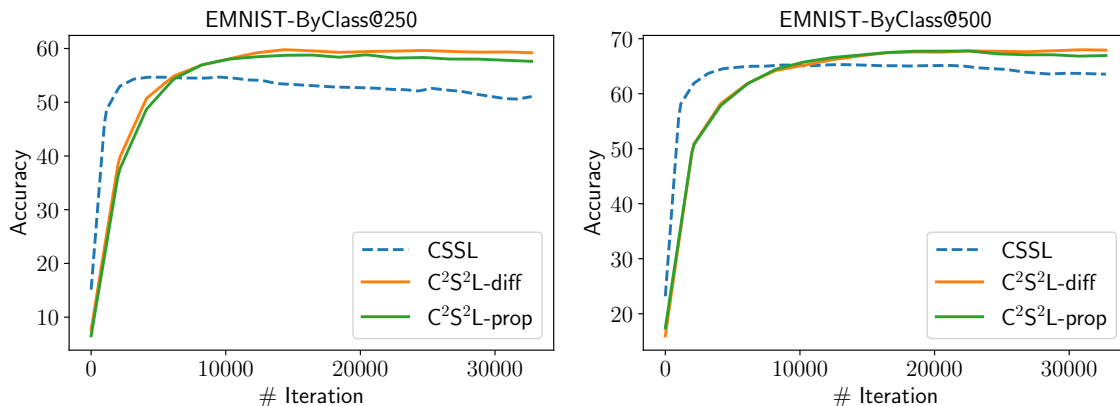 EMNIST-ByClass@250
60
50
40
30
20
10
Accuracy
CSSL
C²S²L-diff
C²S²L-prop
0 10000 20000 30000
# Iteration
EMNIST-ByClass@500
70
60
50
40
30
20
Accuracy
CSSL
C²S²L-diff
C²S²L-prop
0 10000 20000 30000
# Iteration